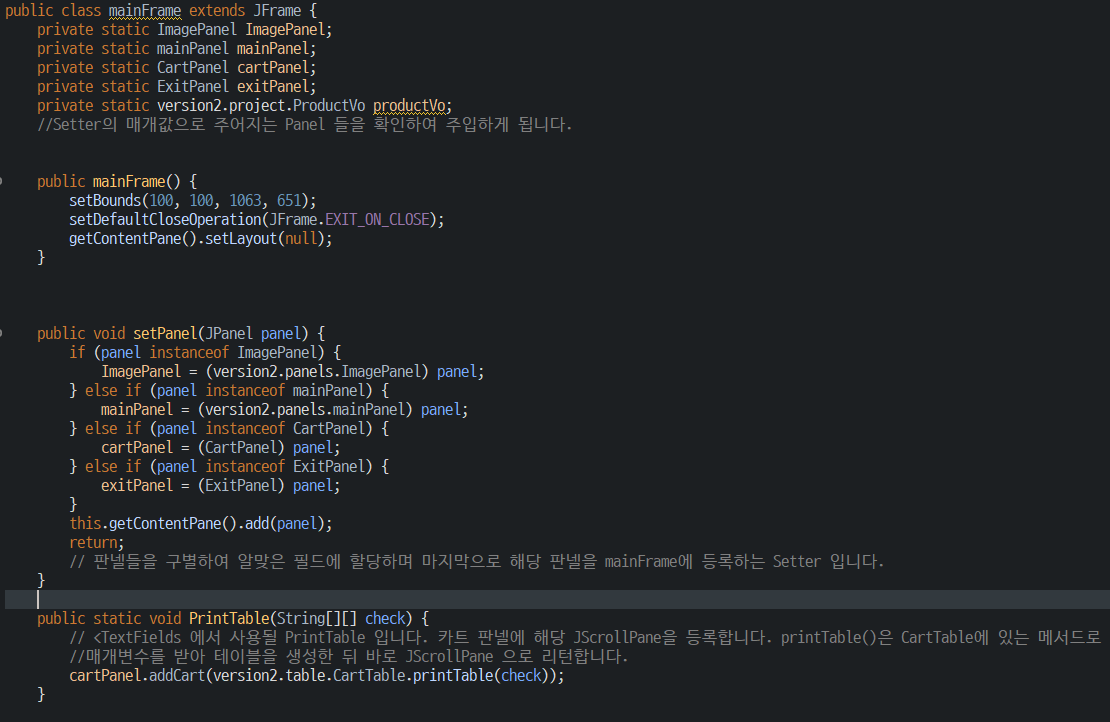 public class mainFrame extends JFrame {
    private static ImagePanel ImagePanel;
    private static mainPanel mainPanel;
    private static CartPanel cartPanel;
    private static ExitPanel exitPanel;
    private static version2.project.ProductVo productVo;
    //Setter의 매개값으로 주어지는 Panel 들을 확인하여 주입하게 됩니다.
    public mainFrame() {
        setBounds(100, 100, 1063, 651);
        setDefaultCloseOperation(JFrame.EXIT_ON_CLOSE);
        getContentPane().setLayout(null);
    }
    public void setPanel(JPanel panel) {
        if (panel instanceof ImagePanel) {
            ImagePanel = (version2.panels.ImagePanel) panel;
        } else if (panel instanceof mainPanel) {
            mainPanel = (version2.panels.mainPanel) panel;
        } else if (panel instanceof CartPanel) {
            cartPanel = (CartPanel) panel;
        } else if (panel instanceof ExitPanel) {
            exitPanel = (ExitPanel) panel;
        }
        this.getContentPane().add(panel);
        return;
        // 판넬들을 구별하여 알맞은 필드에 할당하며 마지막으로 해당 판넬을 mainFrame에 등록하는 Setter 입니다.
    }
    public static void PrintTable(String[][] check) {
        // <TextFields 에서 사용될 PrintTable 입니다. 카트 판넬에 해당 JScrollPane을 등록합니다. printTable()은 CartTable에 있는 메서드로
        //매개변수를 받아 테이블을 생성한 뒤 바로 JScrollPane 으로 리턴합니다.
        cartPanel.addCart(version2.table.CartTable.printTable(check));
    }